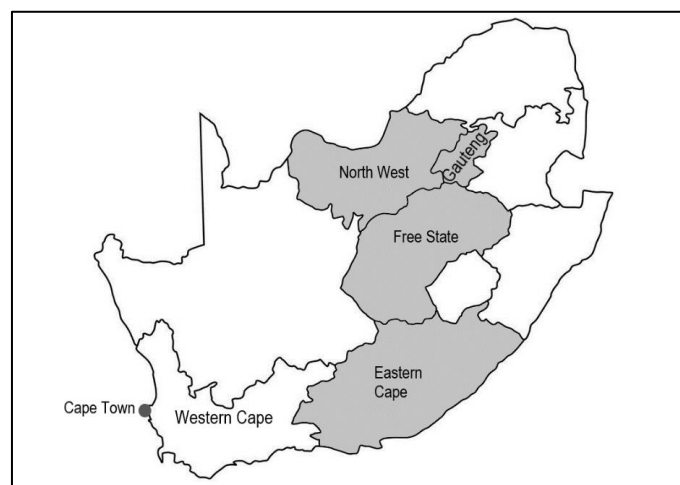 Gauteng
North West
Free State
Eastern
Cape
Cape Town
Western Cape